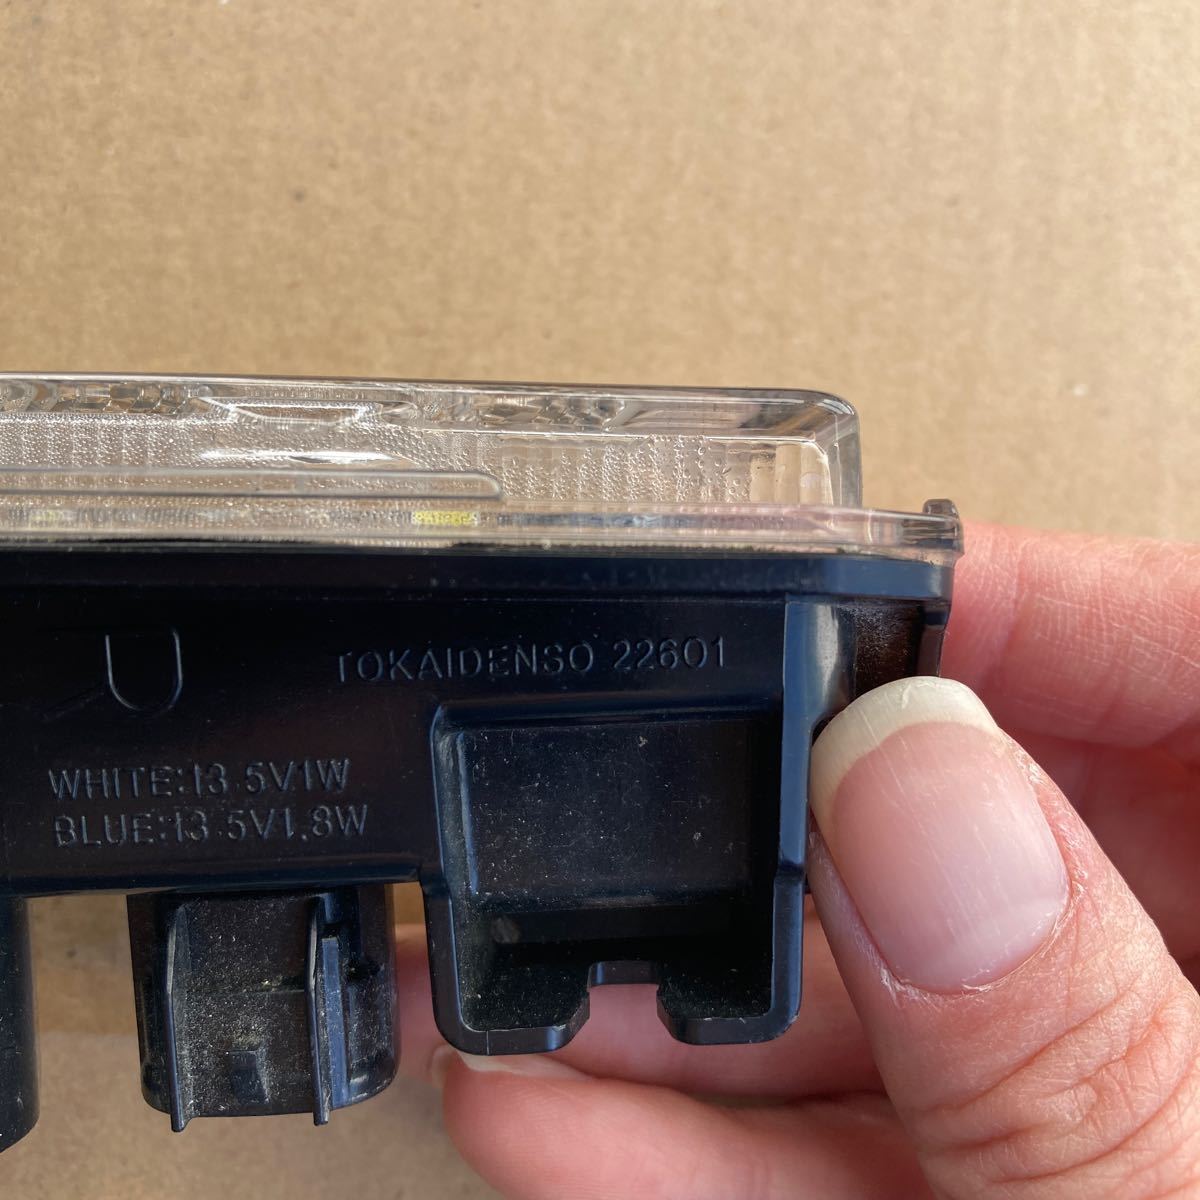 R
TOKAIDENSO 22601
WHITE:13.5V1W
BLUE:13.5V1.8W